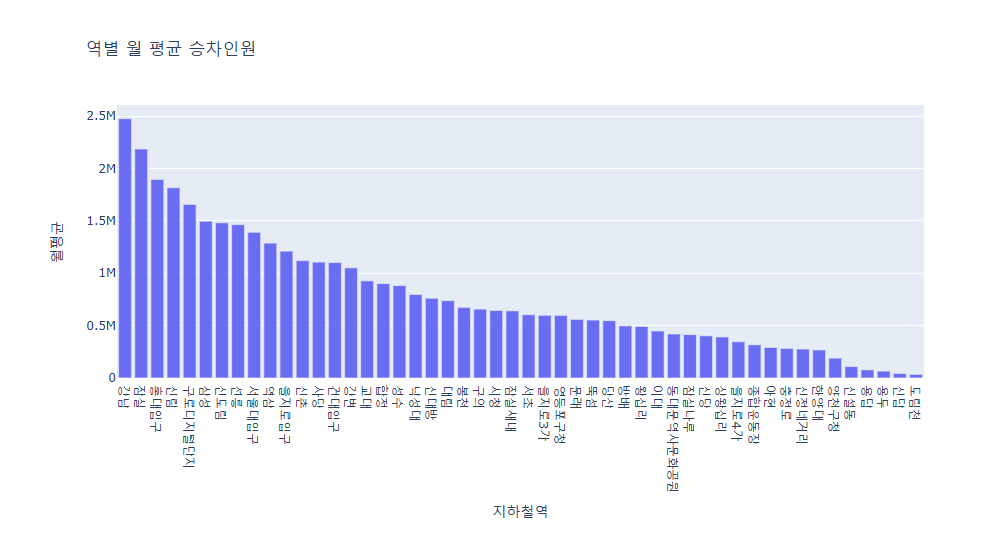 역별 월 평균 승차인원
2.5M
2M
1.5M
1M
0.5M
0
강남
잠실
홍대입구
신림
구로디지털단지
삼성
신도림
선릉
서울대입구
역삼
을지로입구
신촌
사당
건대입구
강변
교대
합정
성수
낙성대
신대방
대림
봉천
구의
시청
잠실새내
서초
을지로3가
영등포구청
문래
뚝섬
당산
방배
왕십리
이대
동대문역사문화공원
잠실나루
신당
상왕십리
을지로4가
종합운동장
아현
충정로
신정네거리
한양대
양천구청
신설동
용답
용두
신답
도림천
지하철역